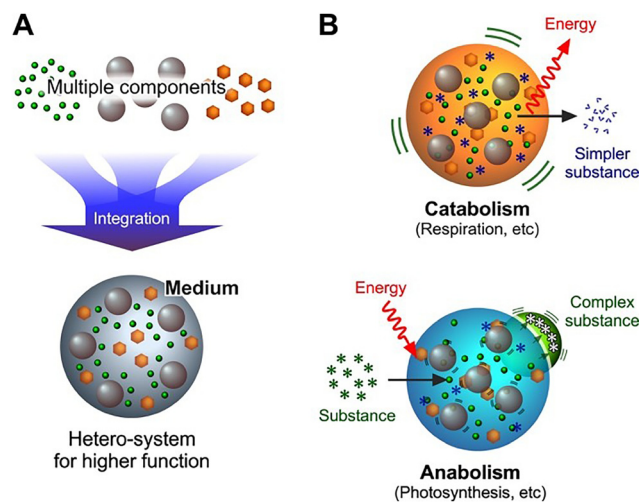 A
Multiple components
Integration
Medium
Hetero-system
for higher function
B
Energy
Simpler
substance
Catabolism
(Respiration, etc)
Energy
Complex
substance
Substance
Anabolism
(Photosynthesis, etc)